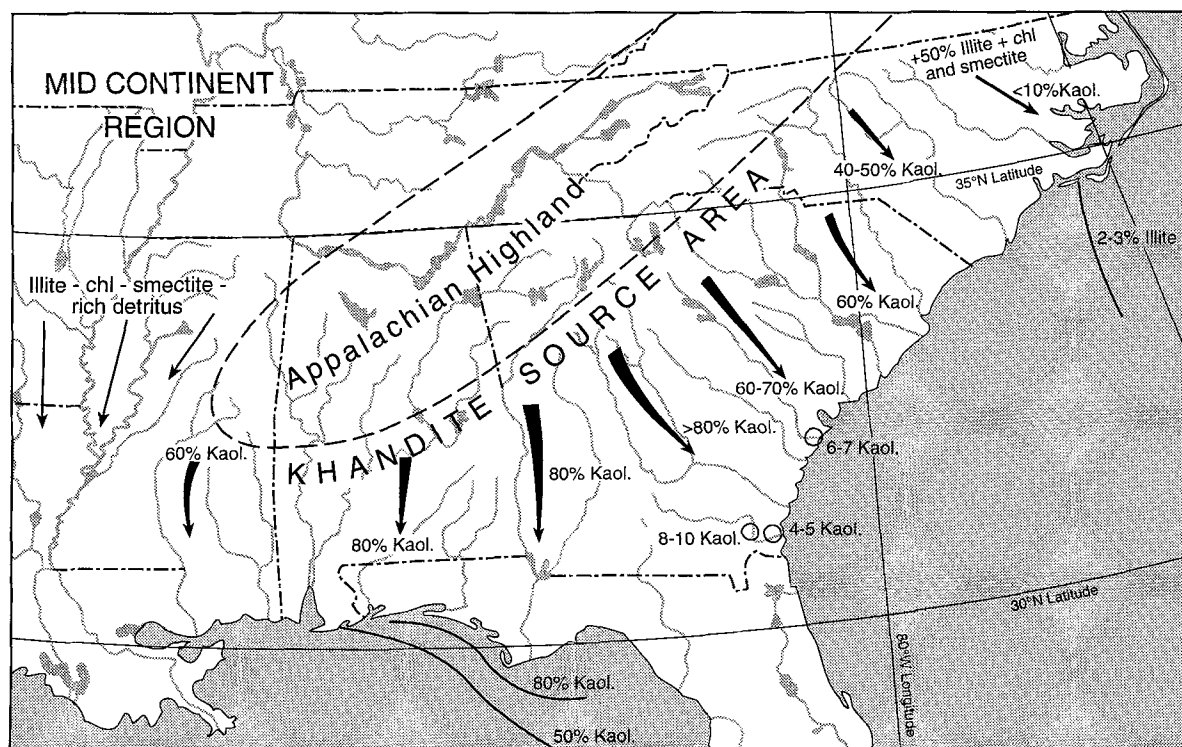 MID CONTINENT
REGION
+50% Illite + chl
and smectite
<10%Kaol.
40-50% Kaol.
35°N Latitude
2-3% Illite
Appalachian Highland
KHANDITE SOURCE AREA
Illite - chl - smectite -
rich detritus
60% Kaol.
60-70% Kaol.
>80% Kaol.
6-7 Kaol.
60% Kaol.
80% Kaol.
80% Kaol.
8-10 Kaol.
4-5 Kaol.
30°N Latitude
80°W Longitude
80% Kaol.
50% Kaol.